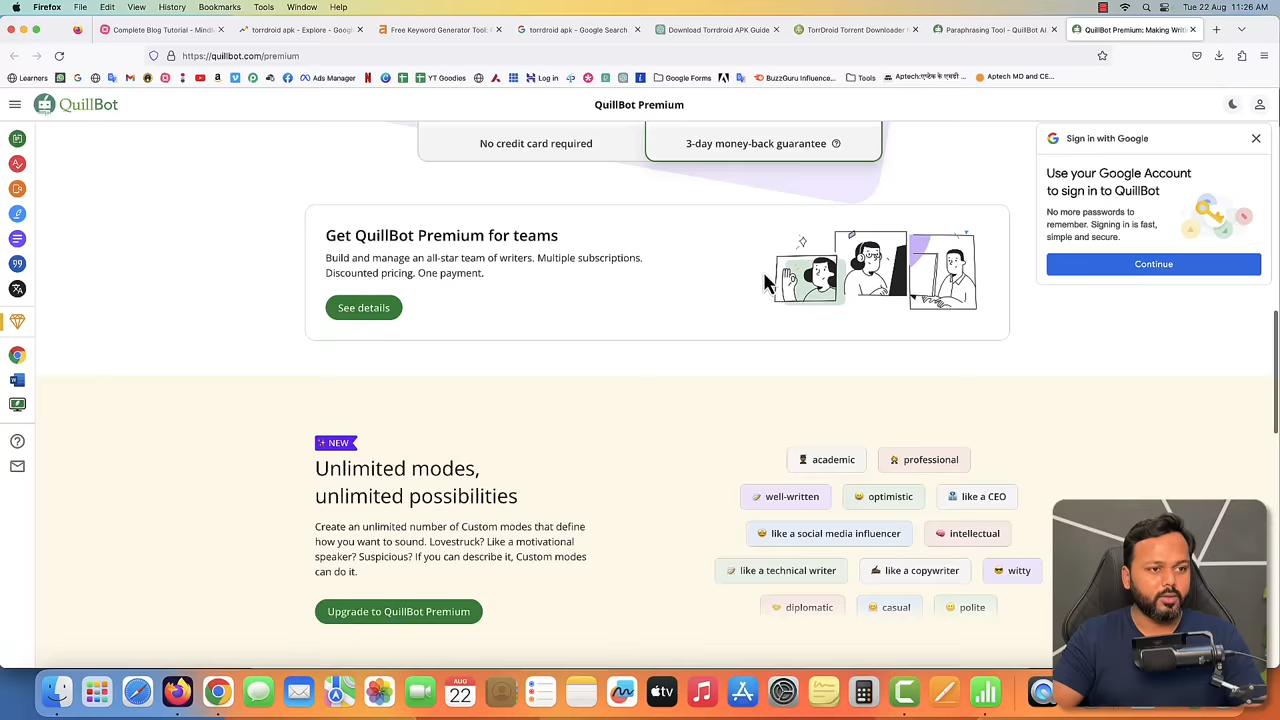 Firefox File Edit View History Bookmarks Tools Window Help
Tue 22 Aug 11:26 AM
Complete Blog Tutorial - Mindm
torrdroid apk - Explore - Googl
Free Keyword Generator Tool:
torrdroid apk - Google Search
Download Torrdroid APK Guide
TorrDroid Torrent Downloader
Paraphrasing Tool - QuillBot AI
QuillBot Premium: Making Writi
https://quillbot.com/premium
Learners
Ads Manager
YT Goodies
Log in
Google Forms
BuzzGuru Influence...
Tools
Aptech MD and CE...
QuillBot
QuillBot Premium
No credit card required
3-day money-back guarantee
Sign in with Google
Use your Google Account
to sign in to QuillBot
No more passwords to
remember. Signing in is fast,
simple and secure.
Continue
Get QuillBot Premium for teams
Build and manage an all-star team of writers. Multiple subscriptions.
Discounted pricing. One payment.
See details
NEW
Unlimited modes,
unlimited possibilities
Create an unlimited number of Custom modes that define
how you want to sound. Lovestruck? Like a motivational
speaker? Suspicious? If you can describe it, Custom modes
can do it.
Upgrade to QuillBot Premium
academic
professional
well-written
optimistic
like a CEO
like a social media influencer
intellectual
like a technical writer
like a copywriter
witty
diplomatic
casual
polite
AUG
22
tv